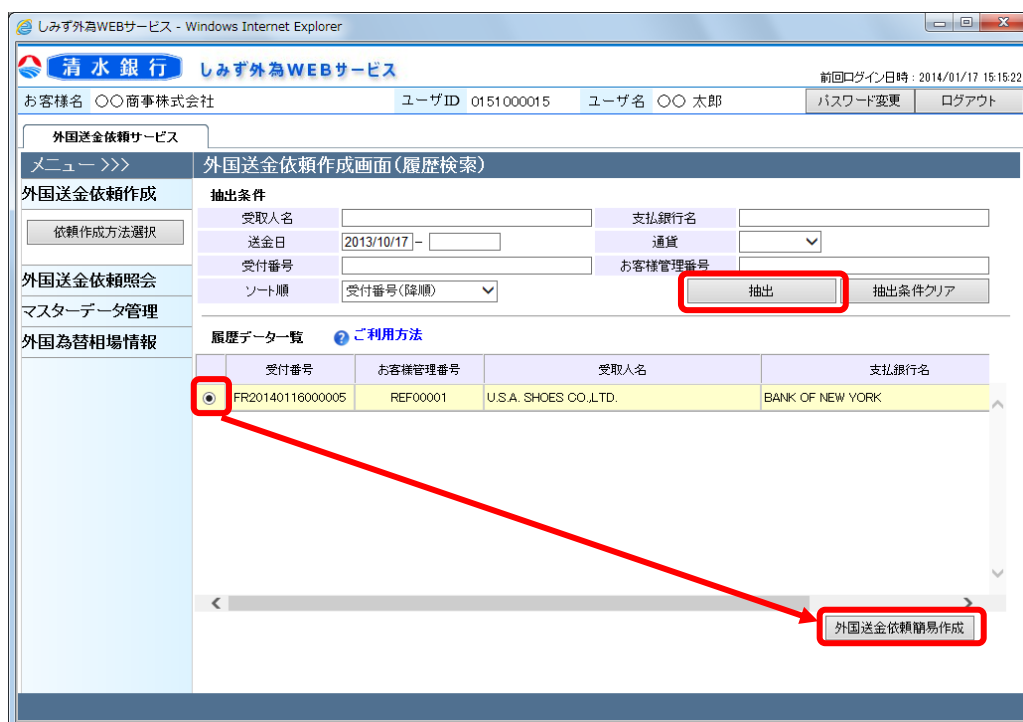 しみず外為WEBサービス - Windows Internet Explorer
清水銀行 しみず外為WEBサービス
前回ログイン日時 : 2014/01/17 15:15:22
お客様名 〇〇商事株式会社 ユーザID 0151000015 ユーザ名 〇〇 太郎 パスワード変更 ログアウト
外国送金依頼サービス
メニュー >>> 外国送金依頼作成画面(履歴検索)
外国送金依頼作成
依頼作成方法選択
外国送金依頼照会
マスターデータ管理
外国為替相場情報
抽出条件
受取人名 支払銀行名
送金日 2013/10/17 – 通貨
受付番号 お客様管理番号
ソート順 受付番号(降順) 抽出 抽出条件クリア
履歴データ一覧 ? ご利用方法
受付番号 お客様管理番号 受取人名 支払銀行名
FR20140116000005 REF00001 U.S.A. SHOES CO.,LTD. BANK OF NEW YORK
外国送金依頼簡易作成